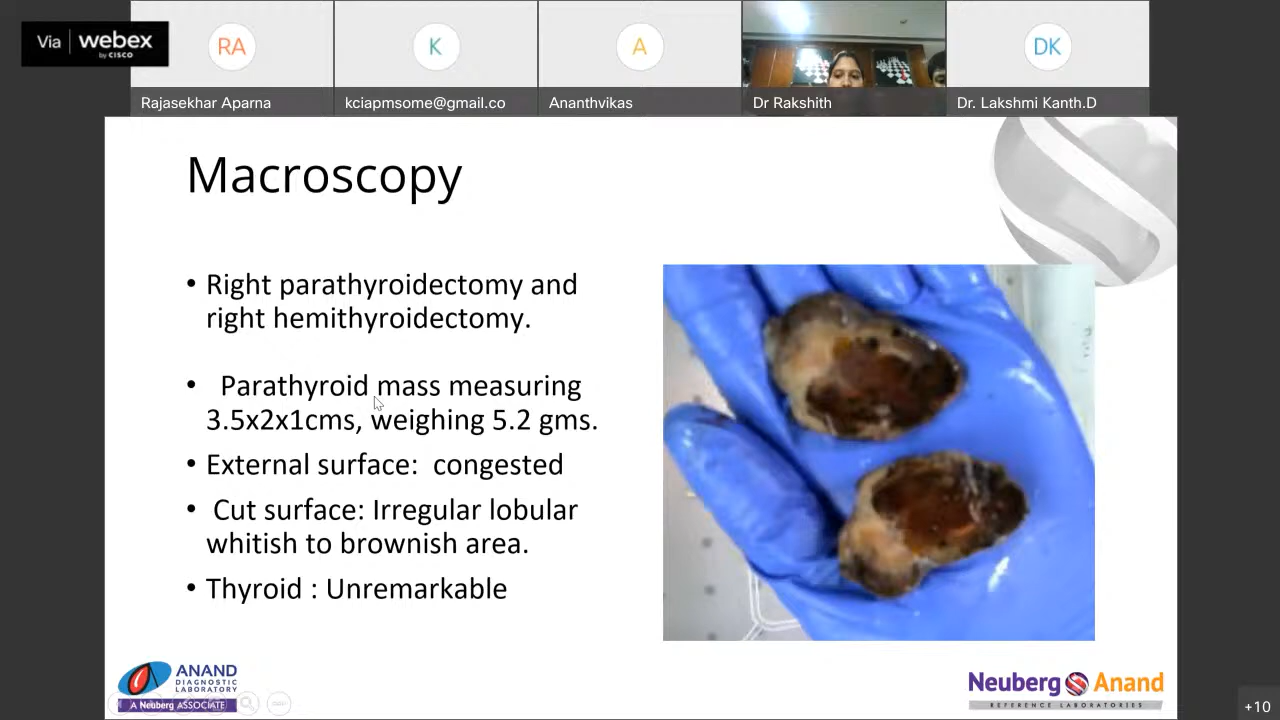 Via webex
by CISCO
RA
K
A
DK
Rajasekhar Aparna
kciapmsome@gmail.co
Ananthvikas
Dr Rakshith
Dr. Lakshmi Kanth.D
Macroscopy
• Right parathyroidectomy and
right hemithyroidectomy.
• Parathyroid mass measuring
3.5x2x1cms, weighing 5.2 gms.
• External surface: congested
• Cut surface: Irregular lobular
whitish to brownish area.
• Thyroid : Unremarkable
ANAND
DIAGNOSTIC
LABORATORY
A Neuberg ASSOCIATE
Neuberg Anand
REFERENCE LABORATORIES
+10